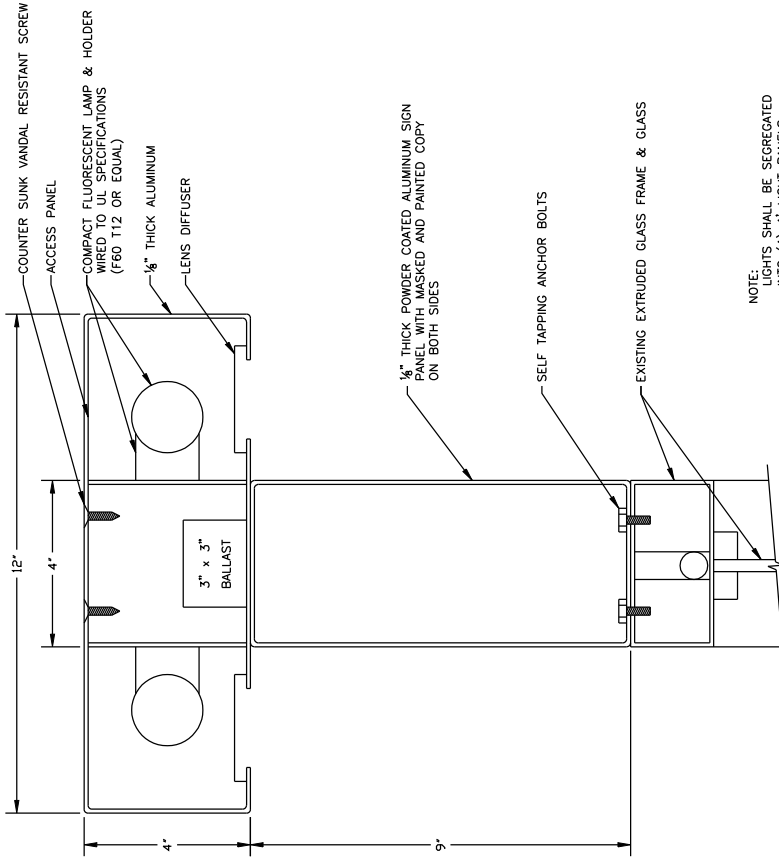 COUNTER SUNK VANDAL RESISTANT SCREW
ACCESS PANEL
COMPACT FLUORESCENT LAMP & HOLDER
WIRED TO UL SPECIFICATIONS
(F60 T12 OR EQUAL)
⅛" THICK ALUMINUM
LENS DIFFUSER
12"
4"
3" x 3"
BALLAST
4"
⅛" THICK POWDER COATED ALUMINUM SIGN
PANEL WITH MASKED AND PAINTED COPY
ON BOTH SIDES
9"
SELF TAPPING ANCHOR BOLTS
EXISTING EXTRUDED GLASS FRAME & GLASS
NOTE:
LIGHTS SHALL BE SEGREGATED